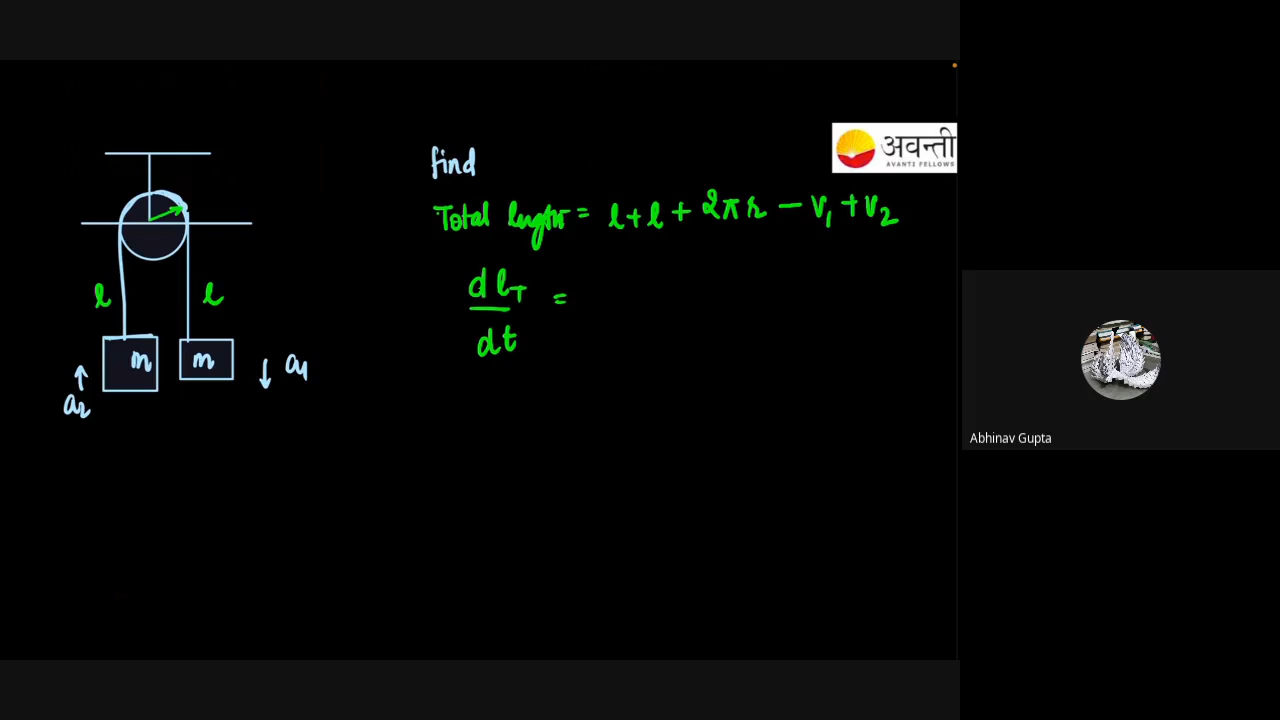 find
अवन्ती
AVANTI FELLOWS
Total length = l + l + 2πr - v₁ + v₂
dl_T
dt
=
l
l
m
m
a₁
a₂
Abhinav Gupta